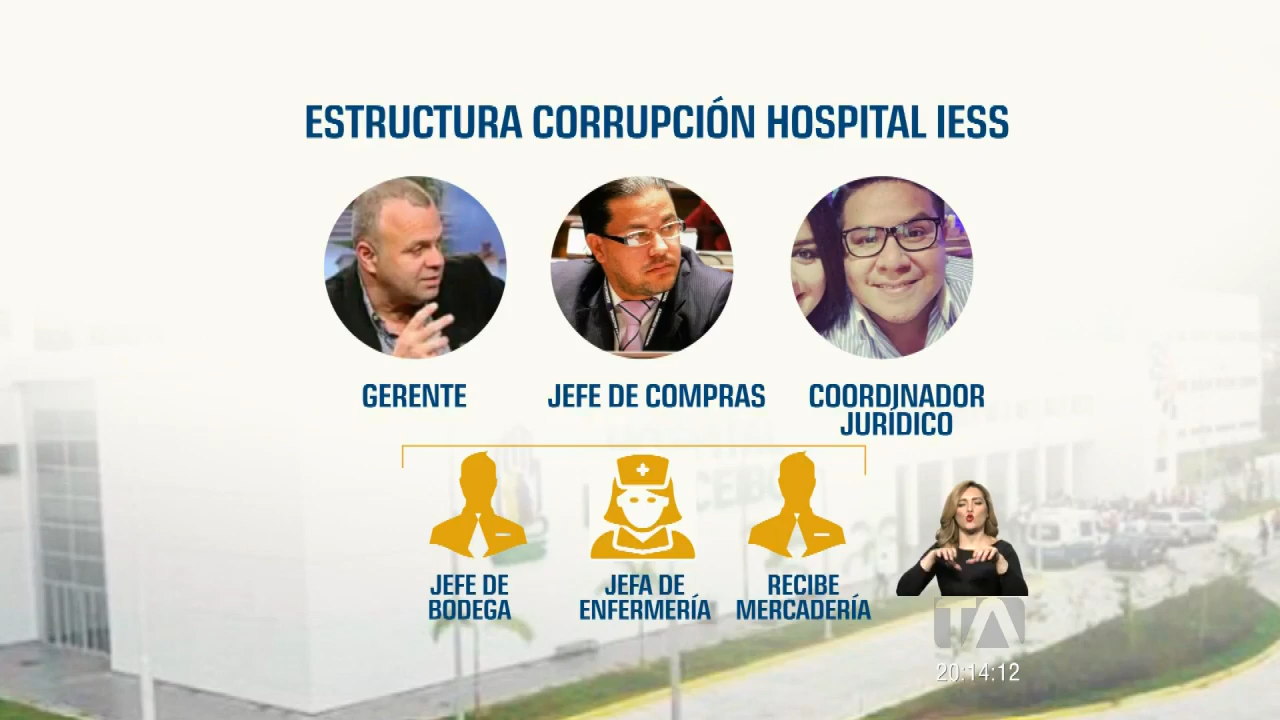 ESTRUCTURA CORRUPCIÓN HOSPITAL IESS
GERENTE
JEFE DE COMPRAS
COORDINADOR
JURÍDICO
JEFE DE
BODEGA
JEFA DE
ENFERMERÍA
RECIBE
MERCADERÍA
TA
20:14:12